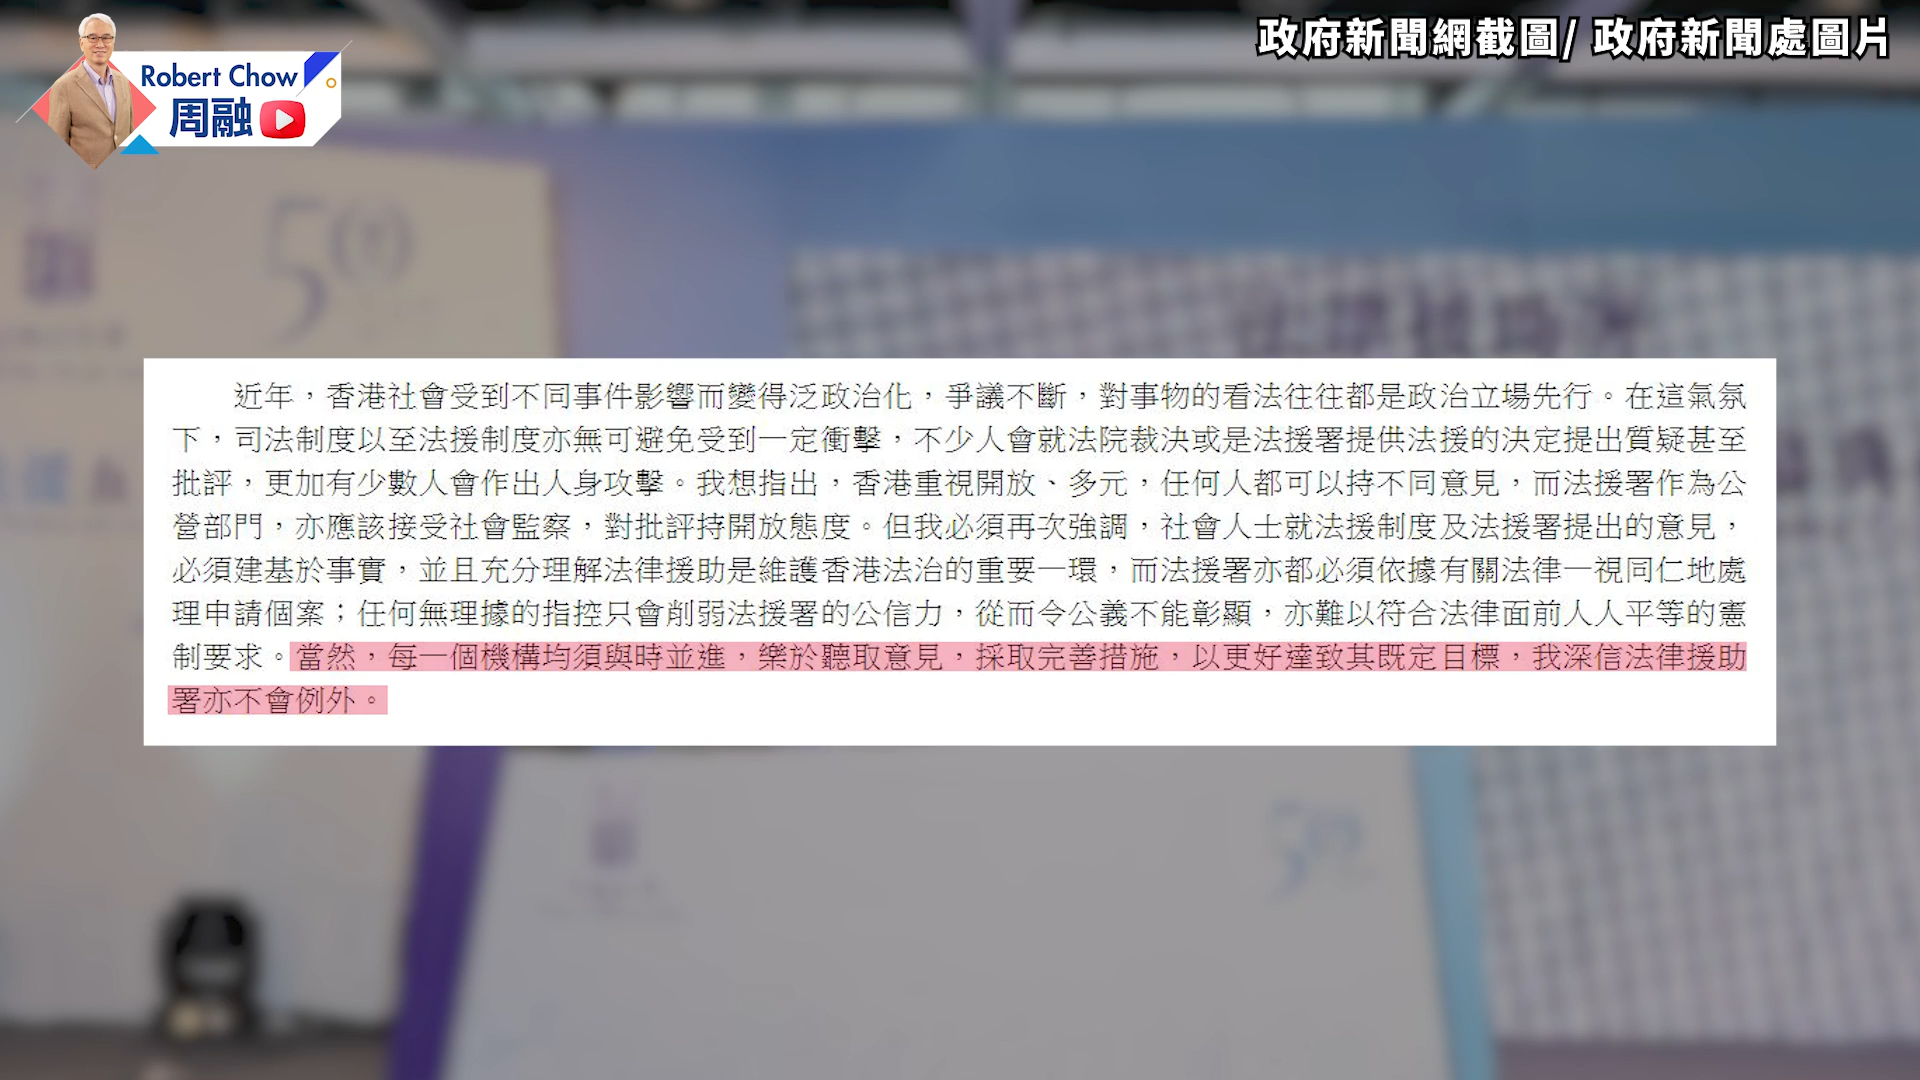 Robert Chow
周融
政府新聞網截圖/ 政府新聞處圖片
近年，香港社會受到不同事件影響而變得泛政治化，爭議不斷，對事物的看法往往都是政治立場先行。在這氣氛
下，司法制度以至法援制度亦無可避免受到一定衝擊，不少人會就法院裁決或是法援署提供法援的決定提出質疑甚至
批評，更加有少數人會作出人身攻擊。我想指出，香港重視開放、多元，任何人都可以持不同意見，而法援署作為公
營部門，亦應該接受社會監察，對批評持開放態度。但我必須再次強調，社會人士就法援制度及法援署提出的意見，
必須建基於事實，並且充分理解法律援助是維護香港法治的重要一環，而法援署亦都必須依據有關法律一視同仁地處
理申請個案；任何無理據的指控只會削弱法援署的公信力，從而令公義不能彰顯，亦難以符合法律面前人人平等的憲
制要求。當然，每一個機構均須與時並進，樂於聽取意見，採取完善措施，以更好達致其既定目標，我深信法律援助
署亦不會例外。
50
50